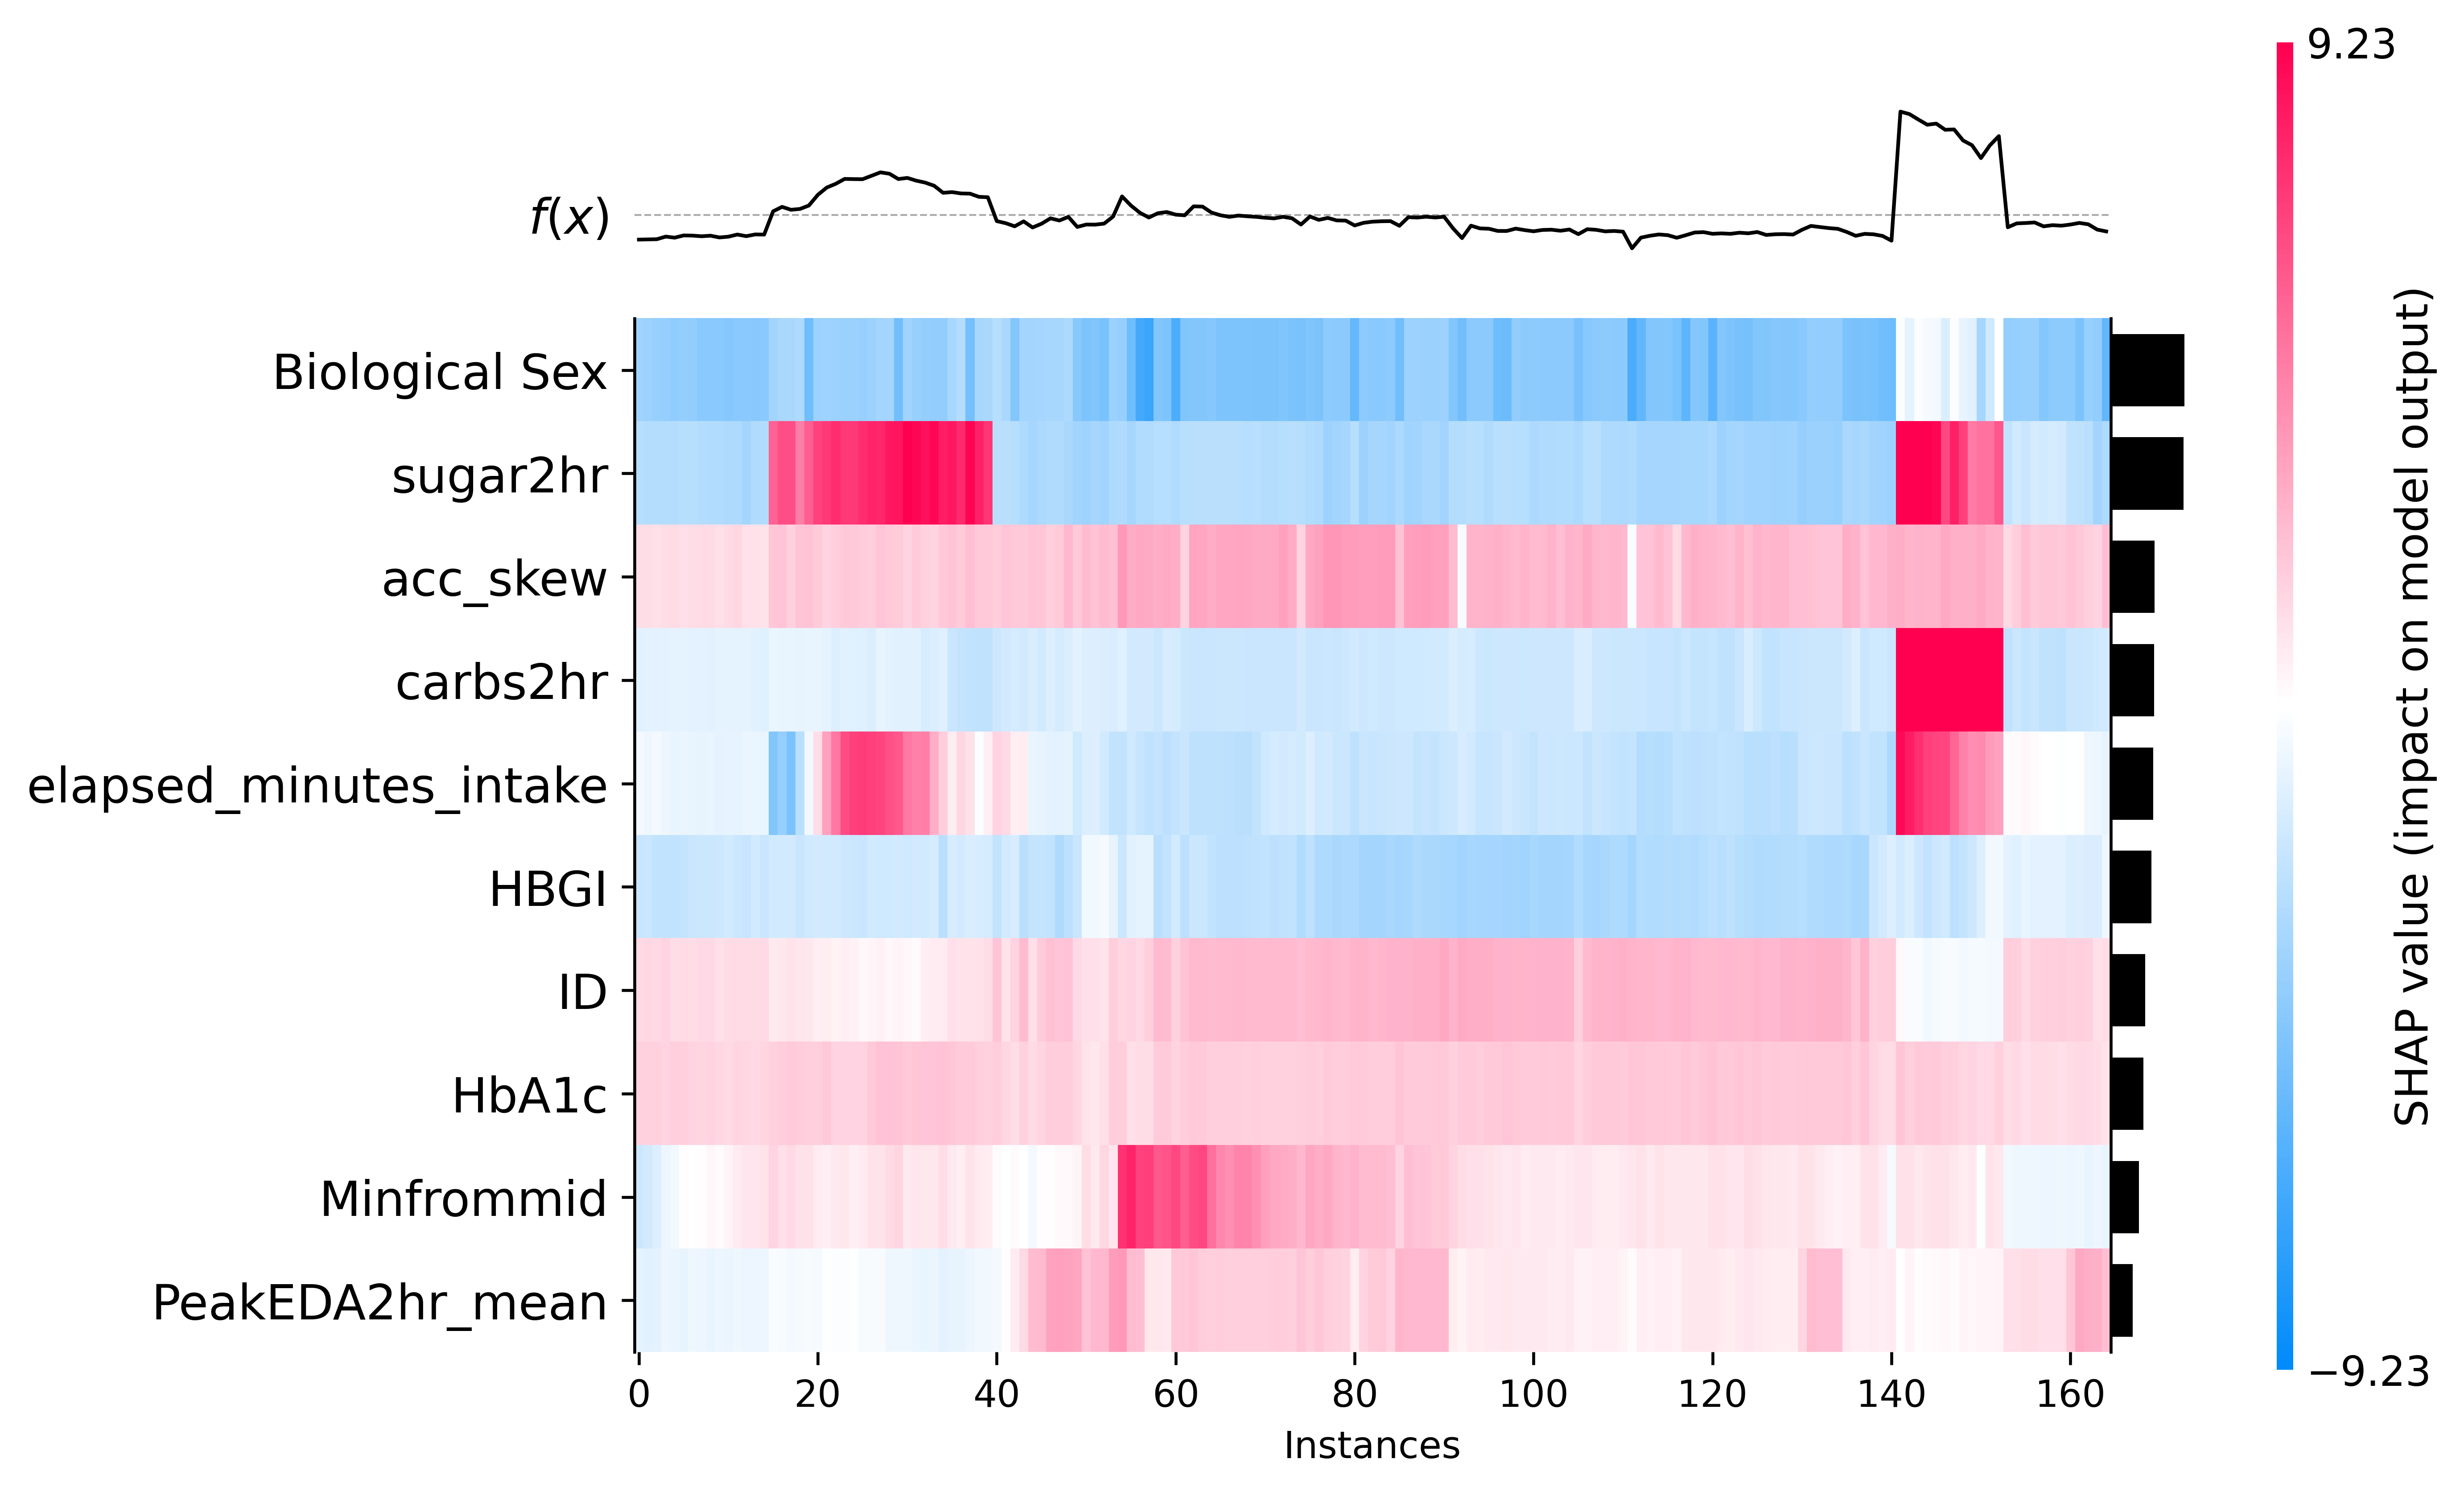 9.23
f(x)
Biological Sex
sugar2hr
acc_skew
carbs2hr
elapsed_minutes_intake
HBGI
ID
HbA1c
Minfrommid
PeakEDA2hr_mean
0 20 40 60 80 100 120 140 160
Instances
SHAP value (impact on model output)
−9.23